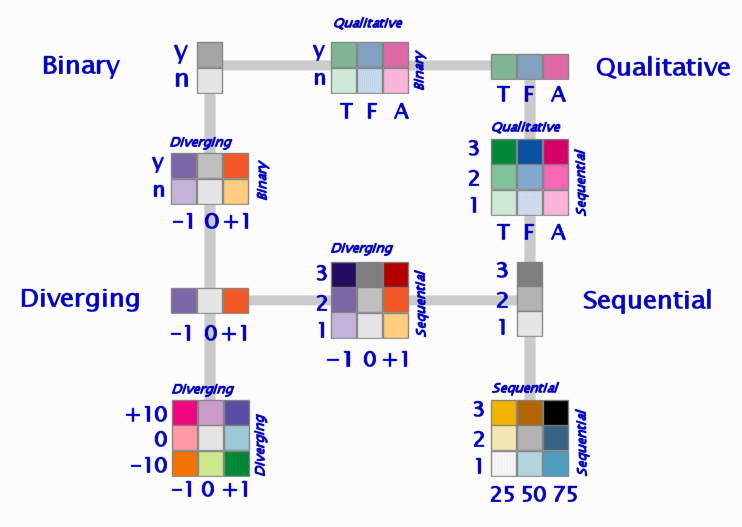 Qualitative
Binary
y
n
y
n
Binary
T F A
T F A
Qualitative
Diverging
y
n
Binary
-1 0 +1
Qualitative
3
2
1
Sequential
T F A
Diverging
-1 0 +1
Diverging
3
2
1
Sequential
-1 0 +1
3
2
1
Sequential
Diverging
+10
0
-10
Diverging
-1 0 +1
Sequential
3
2
1
Sequential
25 50 75